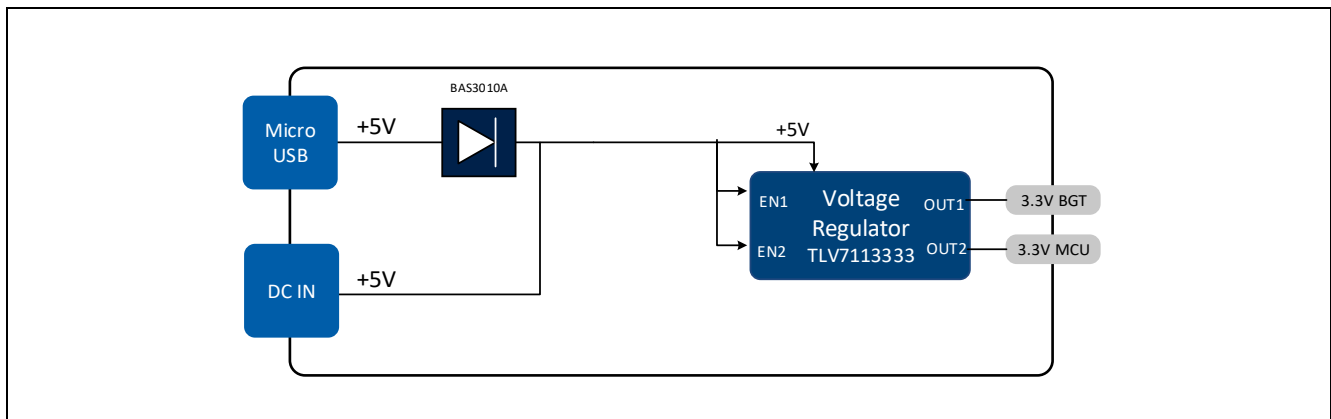 BAS3010A
Micro
USB
+5V
+5V
EN1
Voltage
Regulator
TLV7113333
EN2
OUT1
OUT2
3.3V BGT
3.3V MCU
DC IN
+5V